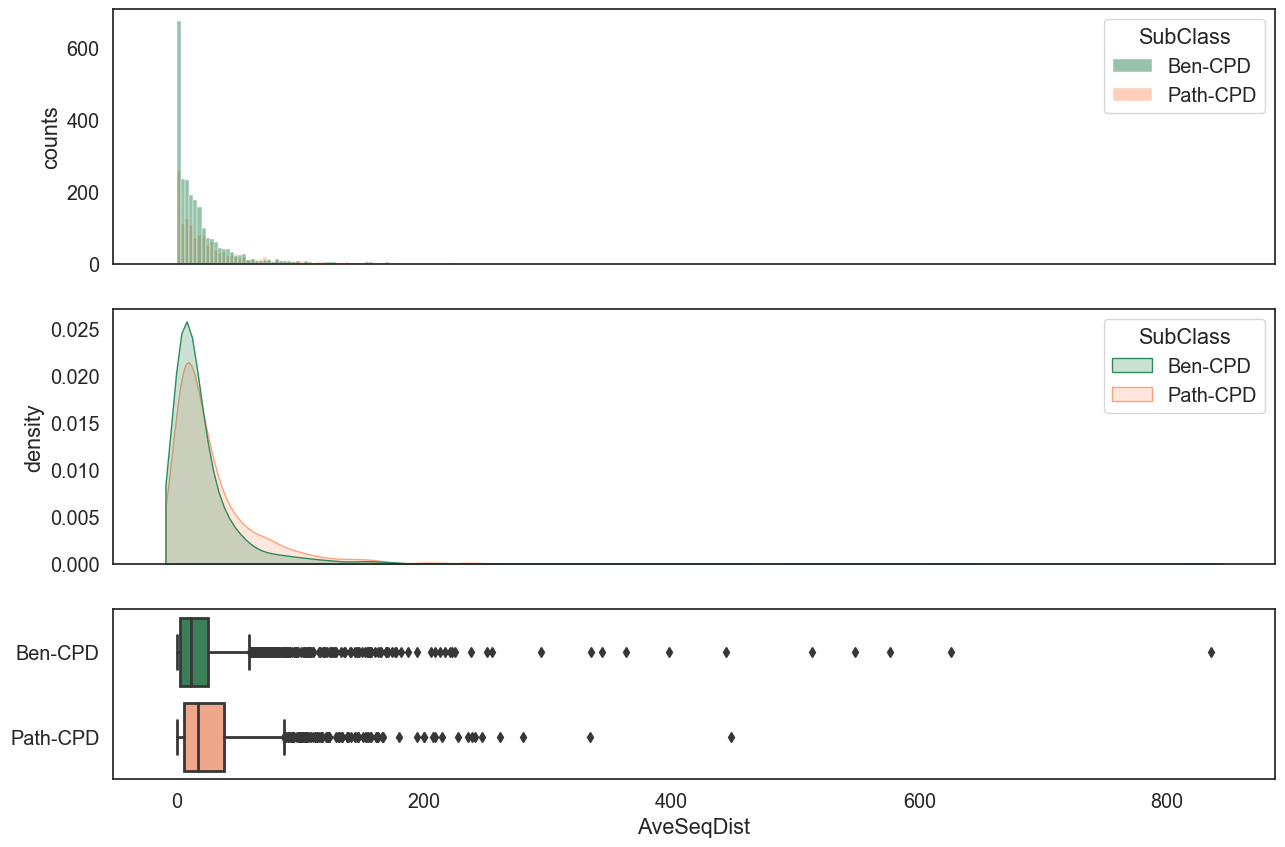 SubClass
Ben-CPD
Path-CPD
600
400
200
0
counts
SubClass
Ben-CPD
Path-CPD
0.025
0.020
0.015
0.010
0.005
0.000
density
Ben-CPD
Path-CPD
0 200 400 600 800
AveSeqDist